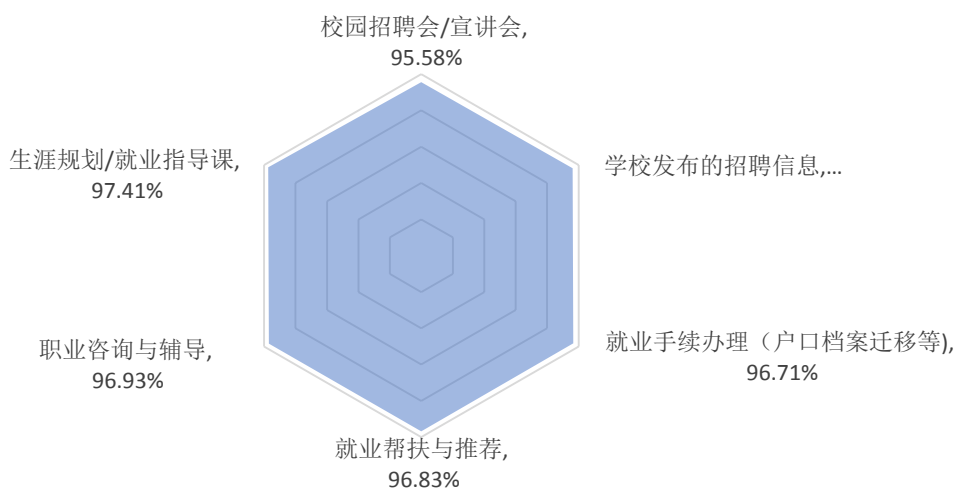 校园招聘会/宣讲会,
95.58%
学校发布的招聘信息,...
就业手续办理（户口档案迁移等),
96.71%
就业帮扶与推荐,
96.83%
职业咨询与辅导,
96.93%
生涯规划/就业指导课,
97.41%